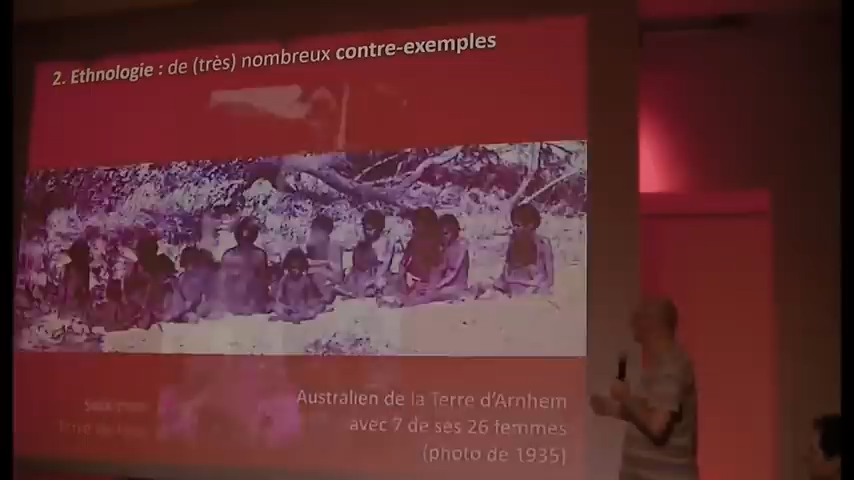 2. Ethnologie : de (très) nombreux contre-exemples
Australien de la Terre d'Arnhem
avec 7 de ses 26 femmes
(photo de 1935)